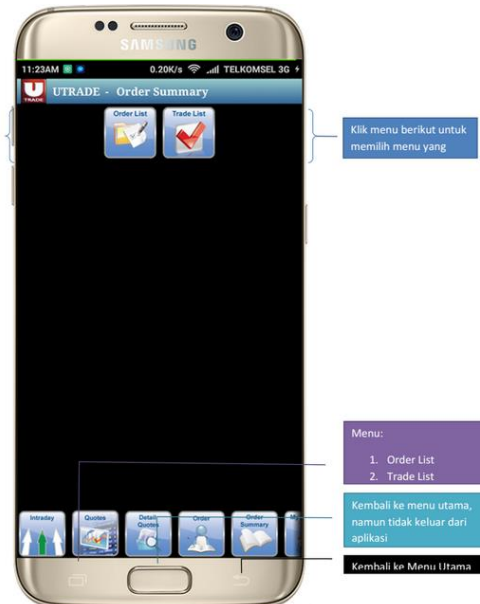 SAMSUNG
11:23AM 0.20K/s TELKOMSEL 3G
U
TRADE
UTRADE - Order Summary
Order List
Trade List
Klik menu berikut untuk
memilih menu yang
Menu:
1. Order List
2. Trade List
Kembali ke menu utama,
namun tidak keluar dari
aplikasi
Kembali ke Menu Utama
Intraday
Quotes
Detail
Quotes
Order
Order
Summary